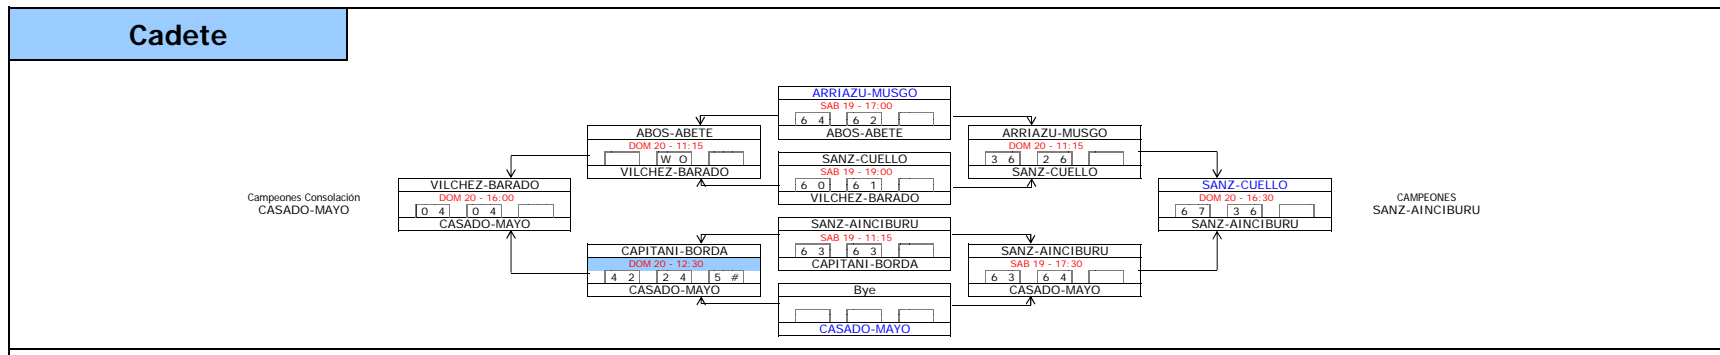 Cadete
ARRIAZU-MUSGO
SAB 19 - 17:00
6 4 6 2
ABOS-ABETE
ABOS-ABETE
DOM 20 - 11:15
W O
VILCHEZ-BARADO
ARRIAZU-MUSGO
DOM 20 - 11:15
3 6 2 6
SANZ-CUELLO
SANZ-CUELLO
SAB 19 - 19:00
6 0 6 1
VILCHEZ-BARADO
Campeones Consolación
CASADO-MAYO
VILCHEZ-BARADO
DOM 20 - 16:00
0 4 0 4
CASADO-MAYO
SANZ-CUELLO
DOM 20 - 16:30
6 7 3 6
SANZ-AINCIBURU
CAMPEONES
SANZ-AINCIBURU
SANZ-AINCIBURU
SAB 19 - 11:15
6 3 6 3
CAPITANI-BORDA
CAPITANI-BORDA
DOM 20 - 12:30
4 2 2 4 5 #
CASADO-MAYO
SANZ-AINCIBURU
SAB 19 - 17:30
6 3 6 4
CASADO-MAYO
Bye
CASADO-MAYO